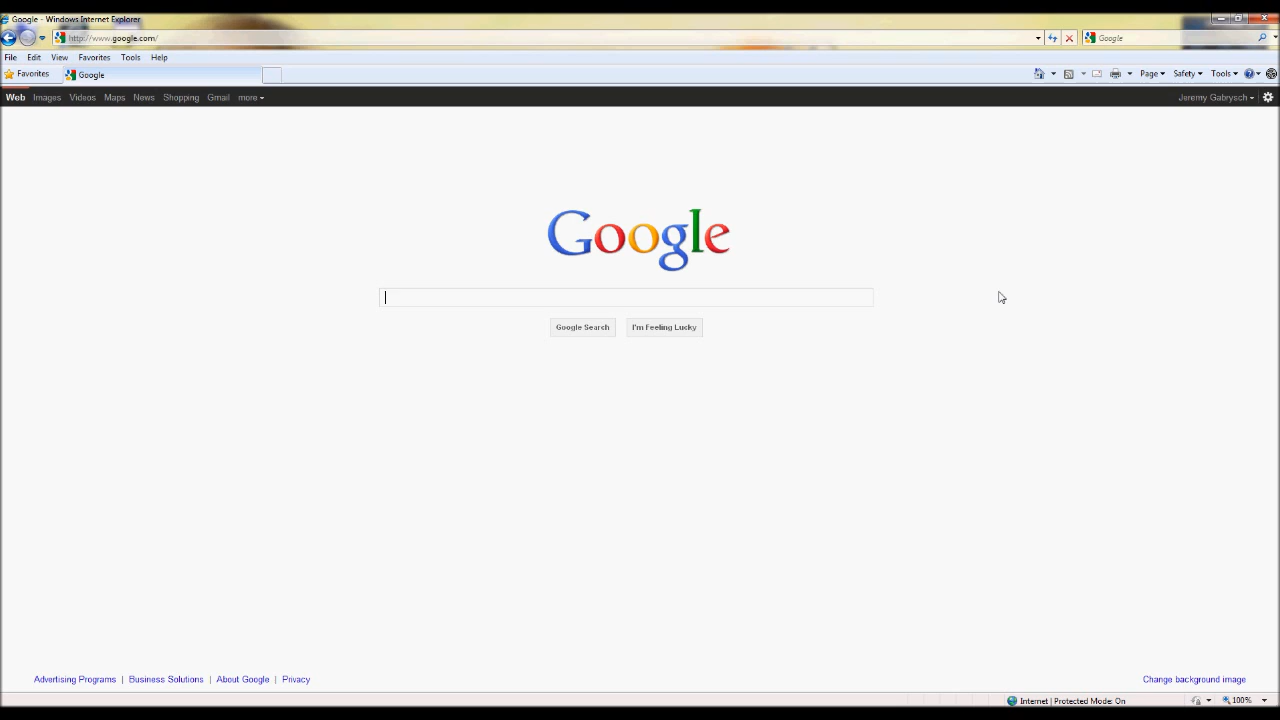 Google - Windows Internet Explorer
http://www.google.com/
Google
File Edit View Favorites Tools Help
Favorites Google Page Safety Tools
Web Images Videos Maps News Shopping Gmail more Jeremy Gabrysch
Google
Google Search I'm Feeling Lucky
Advertising Programs | Business Solutions | About Google | Privacy Change background image
Internet | Protected Mode: On 100%